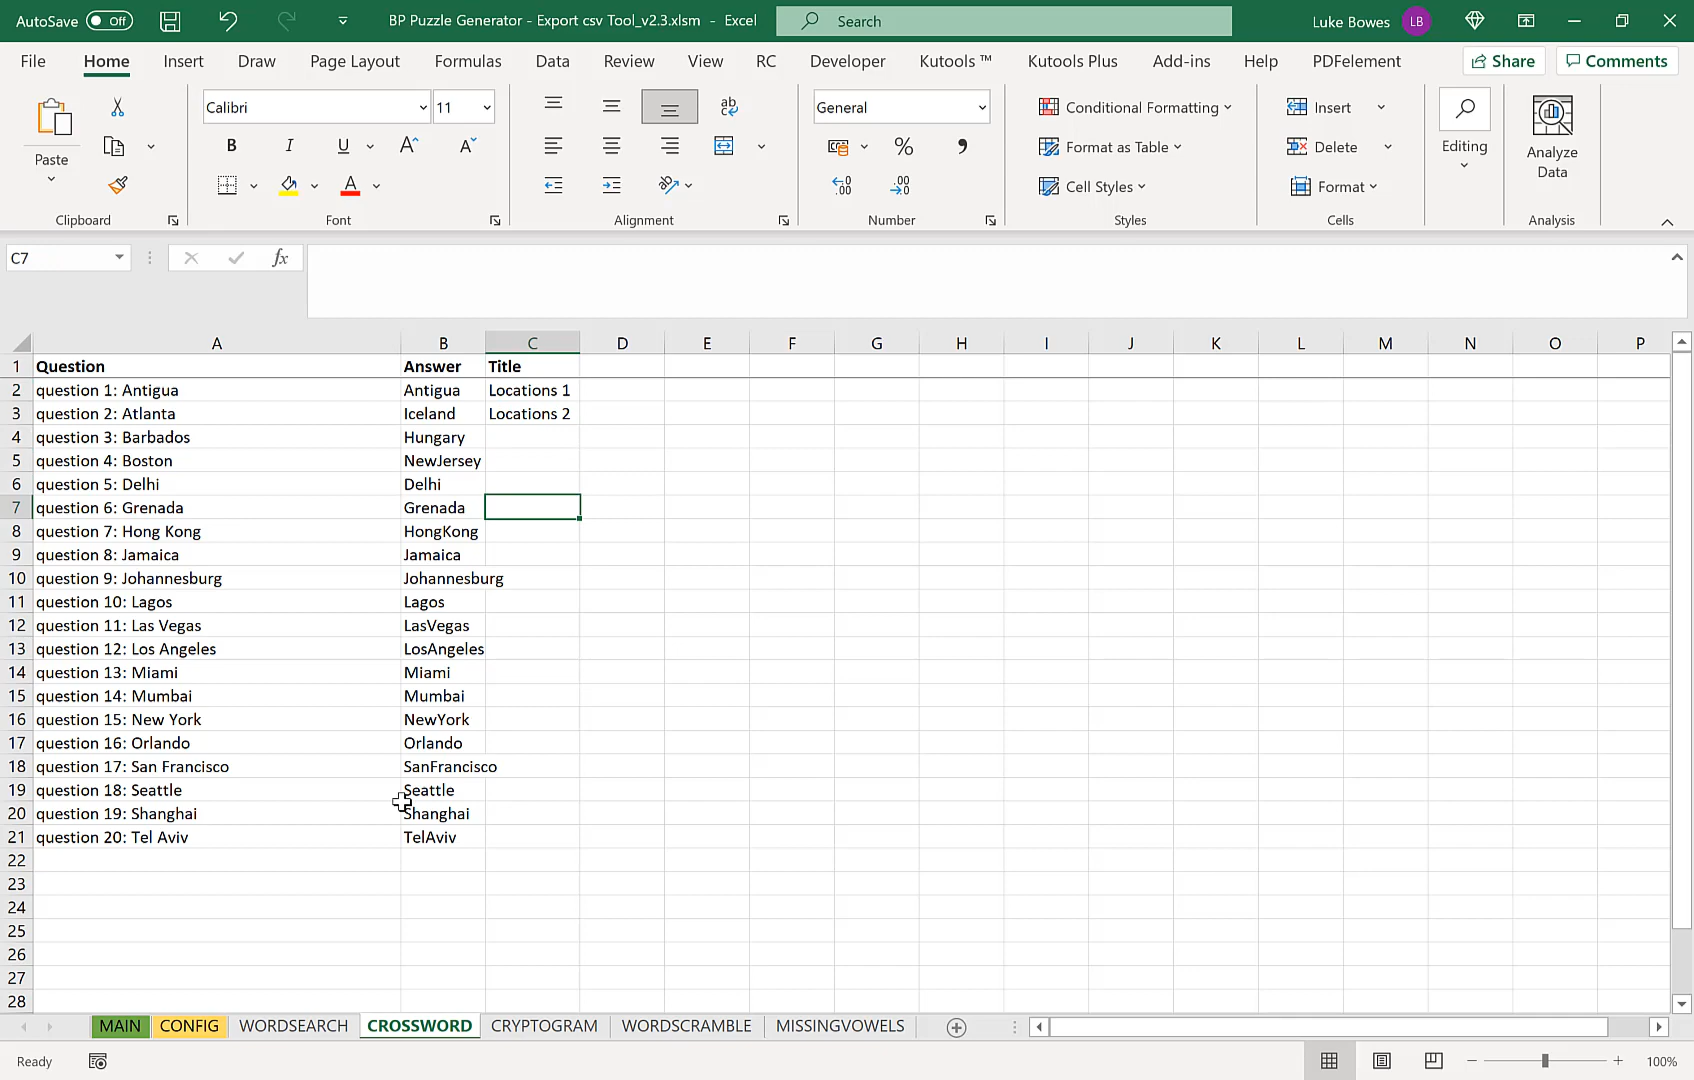 AutoSave Off BP Puzzle Generator - Export csv Tool_v2.3.xlsm - Excel Search Luke Bowes LB
File Home Insert Draw Page Layout Formulas Data Review View RC Developer Kutools ™ Kutools Plus Add-ins Help PDFelement Share Comments
Calibri 11 ab General Conditional Formatting Insert
Paste B I U A A % 9 Format as Table Delete Editing Analyze Data
A ab .00 .00 Cell Styles Format
Clipboard Font Alignment Number Styles Cells Analysis
C7 fx
A B C D E F G H I J K L M N O P
1 Question Answer Title
2 question 1: Antigua Antigua Locations 1
3 question 2: Atlanta Iceland Locations 2
4 question 3: Barbados Hungary
5 question 4: Boston NewJersey
6 question 5: Delhi Delhi
7 question 6: Grenada Grenada
8 question 7: Hong Kong HongKong
9 question 8: Jamaica Jamaica
10 question 9: Johannesburg Johannesburg
11 question 10: Lagos Lagos
12 question 11: Las Vegas LasVegas
13 question 12: Los Angeles LosAngeles
14 question 13: Miami Miami
15 question 14: Mumbai Mumbai
16 question 15: New York NewYork
17 question 16: Orlando Orlando
18 question 17: San Francisco SanFrancisco
19 question 18: Seattle Seattle
20 question 19: Shanghai Shanghai
21 question 20: Tel Aviv TelAviv
22
23
24
25
26
27
28
MAIN CONFIG WORDSEARCH CROSSWORD CRYPTOGRAM WORDSCRAMBLE MISSINGVOWELS
Ready 100%